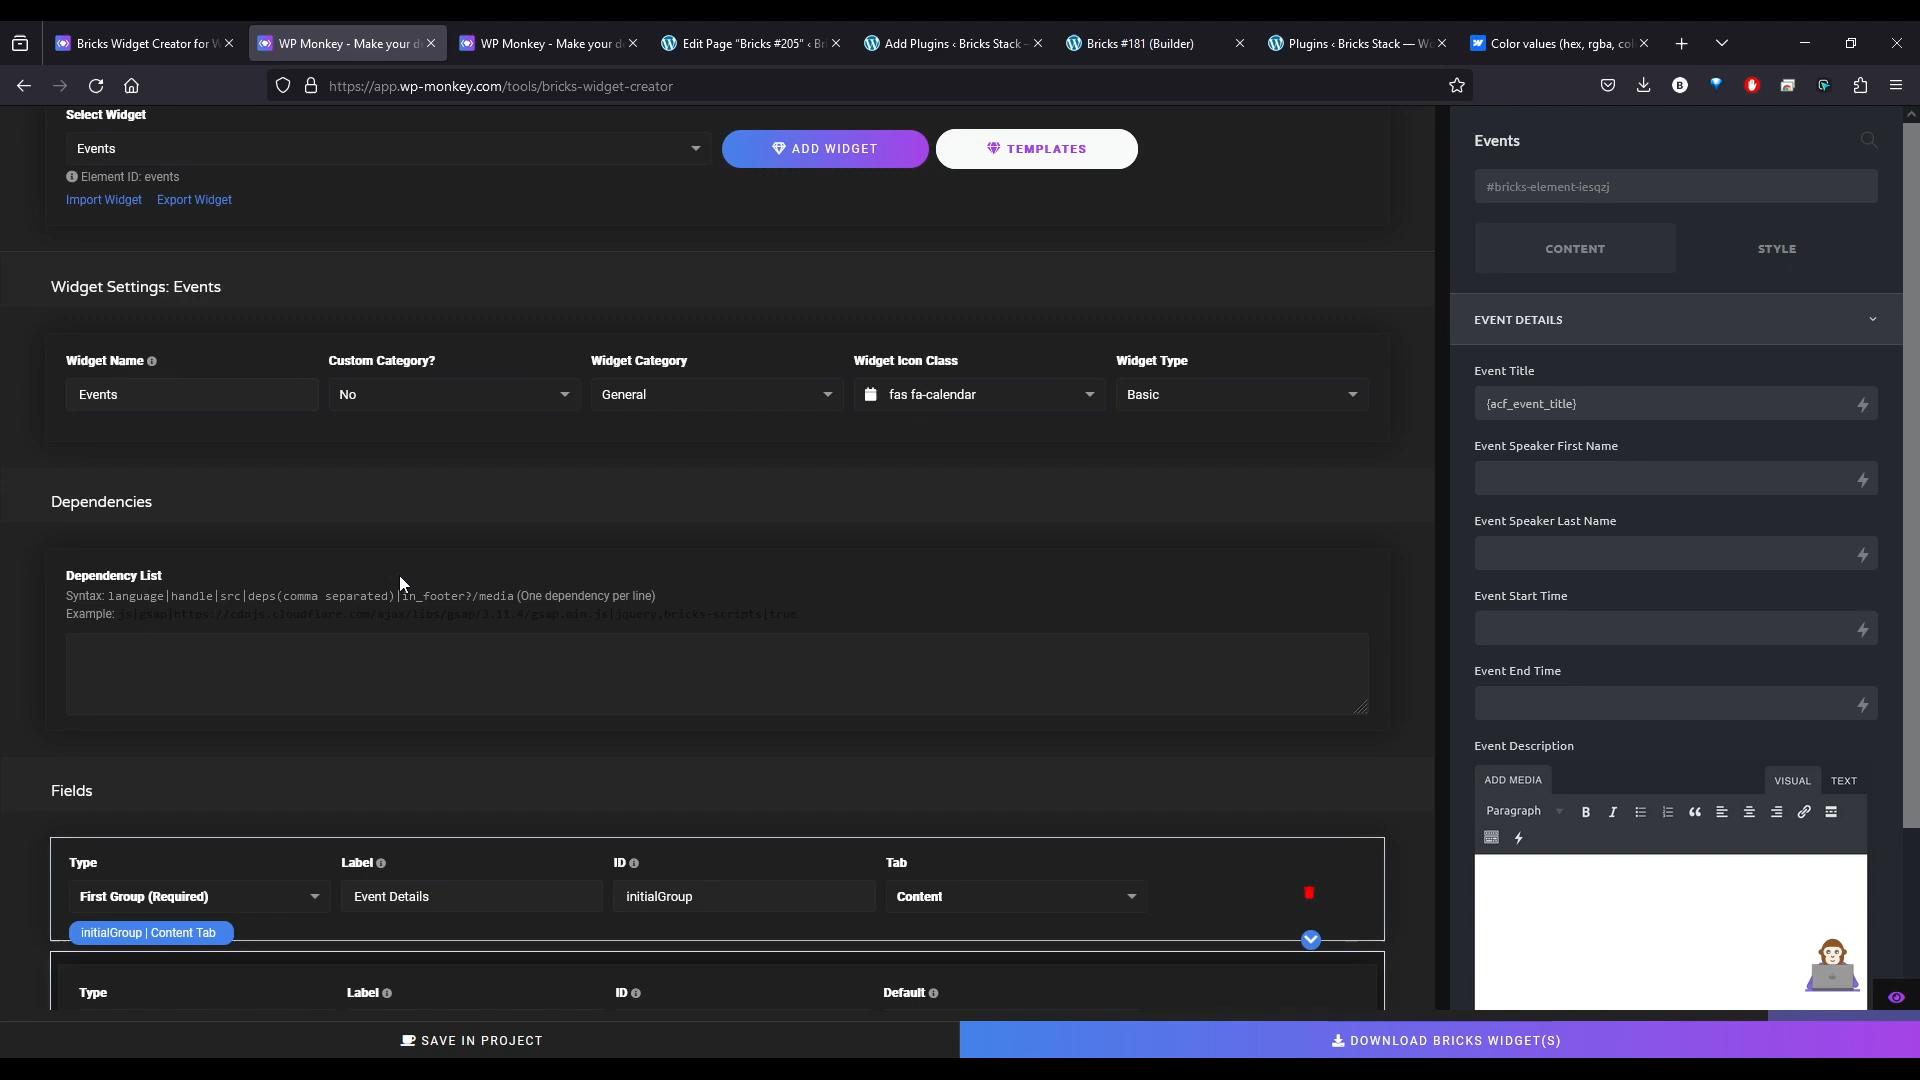 Bricks Widget Creator for W
WP Monkey - Make your d
WP Monkey - Make your d
Edit Page “Bricks #205” ‹ Bri
Add Plugins ‹ Bricks Stack —
Bricks #181 (Builder)
Plugins ‹ Bricks Stack — Wo
Color values (hex, rgba, col
https://app.wp-monkey.com/tools/bricks-widget-creator
Select Widget
Events
ADD WIDGET
TEMPLATES
Element ID: events
Import Widget
Export Widget
Widget Settings: Events
Widget Name
Custom Category?
Widget Category
Widget Icon Class
Widget Type
Events
No
General
fas fa-calendar
Basic
Dependencies
Dependency List
Syntax: language|handle|src|deps(comma separated)|in_footer?/media (One dependency per line)
Example: js|gsap|https://cdnjs.cloudflare.com/ajax/libs/gsap/3.11.4/gsap.min.js|jquery,bricks-scripts|true
Fields
Type
Label
ID
Tab
First Group (Required)
Event Details
initialGroup
Content
initialGroup | Content Tab
Type
Label
ID
Default
SAVE IN PROJECT
DOWNLOAD BRICKS WIDGET(S)
Events
#bricks-element-iesqzj
CONTENT
STYLE
EVENT DETAILS
Event Title
{acf_event_title}
Event Speaker First Name
Event Speaker Last Name
Event Start Time
Event End Time
Event Description
ADD MEDIA
VISUAL
TEXT
Paragraph